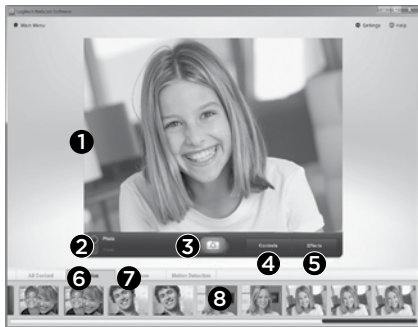 Logitech Webcam Software
Main Menu
Settings
Help
1
Photo
2
3
Controls
Effects
4
5
All Content
Motion Detection
6
7
8